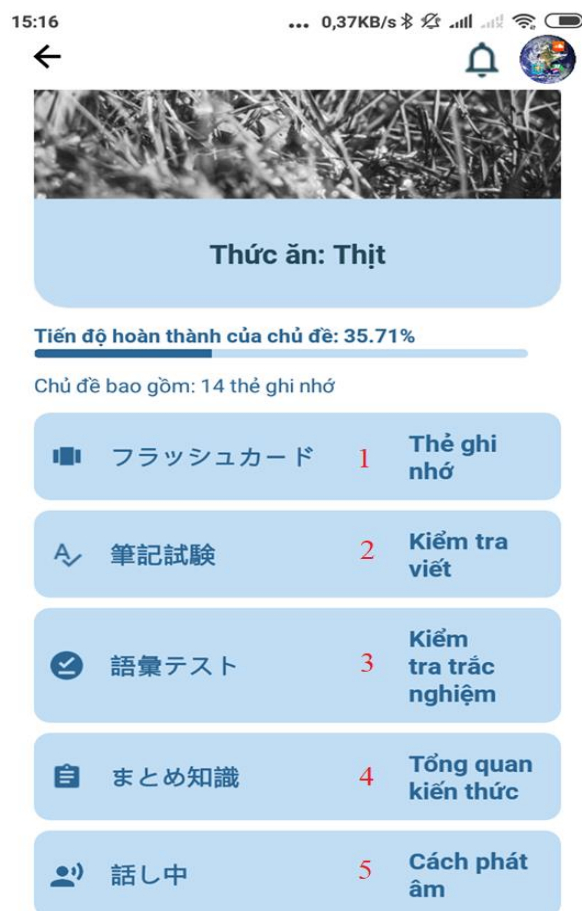 15:16
... 0,37KB/s
Thức ăn: Thịt
Tiến độ hoàn thành của chủ đề: 35.71%
Chủ đề bao gồm: 14 thẻ ghi nhớ
フラッシュカード 1 Thẻ ghi
nhớ
筆記試験 2 Kiểm tra
viết
Kiểm
語彙テスト 3 tra trắc
nghiệm
まとめ知識 4 Tổng quan
kiến thức
話し中 5 Cách phát
âm